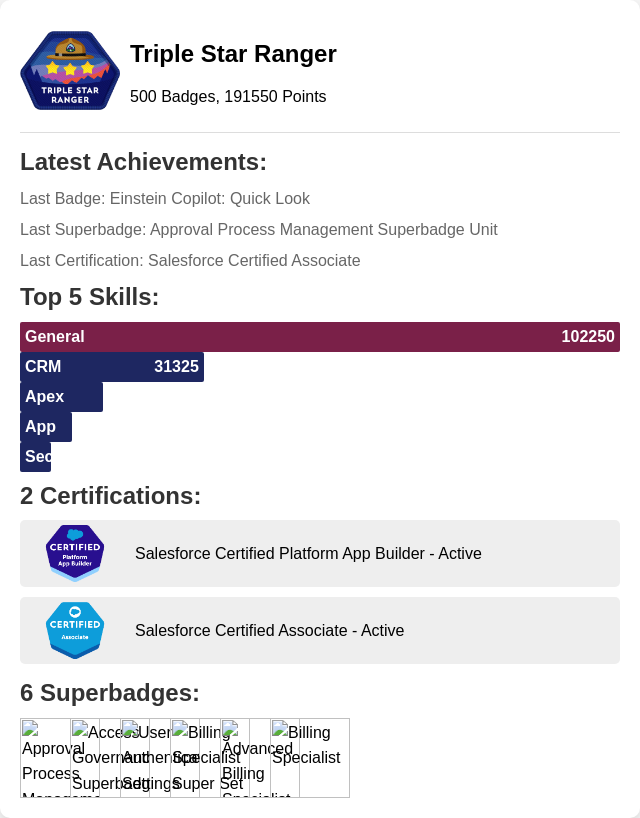 TRIPLE STAR
RANGER
Triple Star Ranger
500 Badges, 191550 Points
Latest Achievements:
Last Badge: Einstein Copilot: Quick Look
Last Superbadge: Approval Process Management Superbadge Unit
Last Certification: Salesforce Certified Associate
Top 5 Skills:
General 102250
CRM 31325
Apex
App
Sec
2 Certifications:
CERTIFIED
Platform
App Builder
Salesforce Certified Platform App Builder - Active
CERTIFIED
Associate
Salesforce Certified Associate - Active
6 Superbadges:
Approval
Process
Access
Governance
Superbadge
User
Authentication
Settings
Billing
Specialist
Super Set
Advanced
Billing
Specialist
Billing
Specialist